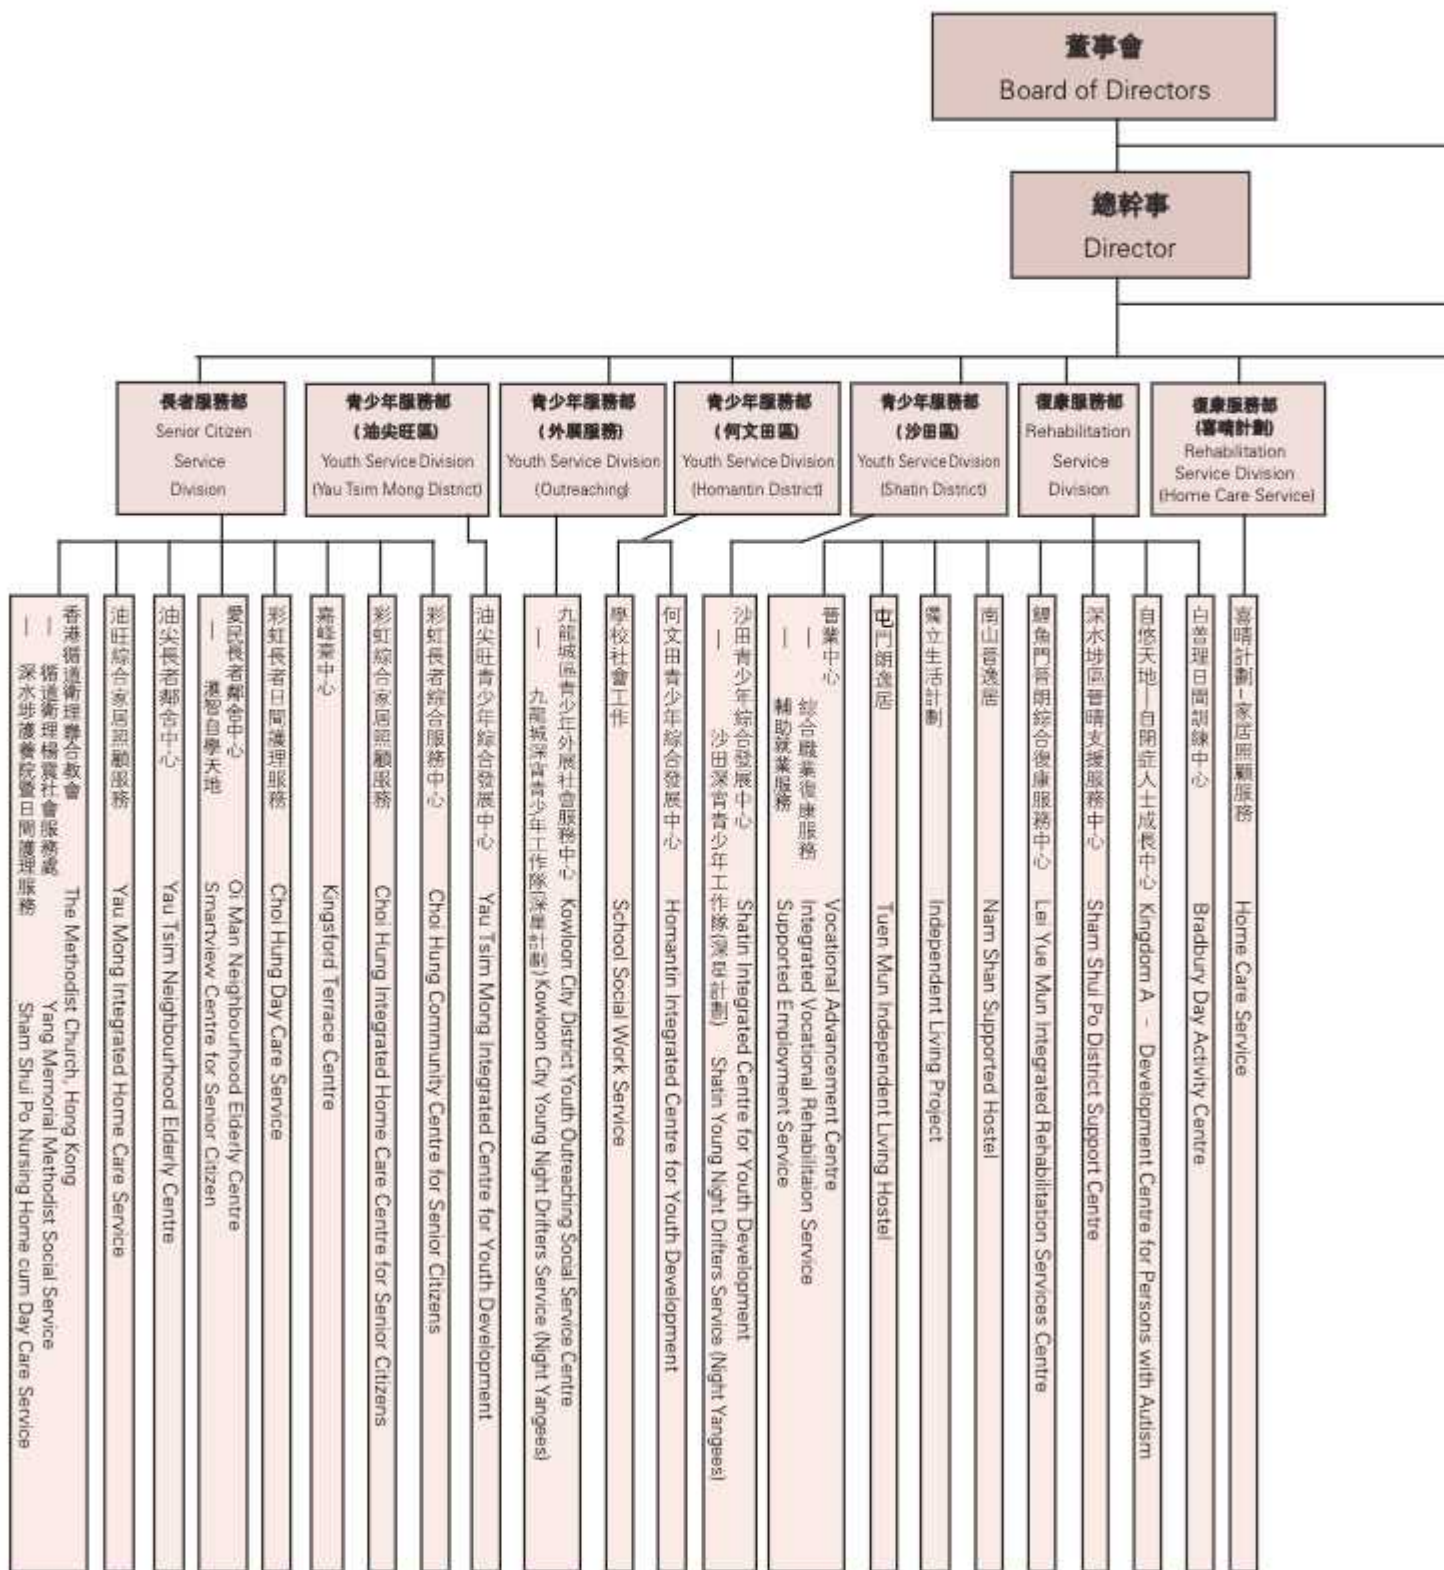 董事會
Board of Directors
總幹事
Director
長者服務部
Senior Citizen
Service
Division
青少年服務部
(油尖旺區)
Youth Service Division
(Yau Tsim Mong District)
青少年服務部
(外展服務)
Youth Service Division
(Outreaching)
青少年服務部
(何文田區)
Youth Service Division
(Homantin District)
青少年服務部
(沙田區)
Youth Service Division
(Shatin District)
復康服務部
Rehabilitation
Service
Division
復康服務部
(喜晴計劃)
Rehabilitation
Service Division
(Home Care Service)
香港循道衛理聯合教會 The Methodist Church, Hong Kong
— 循道衛理楊震社會服務處 Yang Memorial Methodist Social Service
— 深水埗護養院暨日間護理服務 Sham Shui Po Nursing Home cum Day Care Service
油旺綜合家居照顧服務 Yau Mong Integrated Home Care Service
油尖長者鄰舍中心 Yau Tsim Neighbourhood Elderly Centre
愛民長者鄰舍中心 Oi Man Neighbourhood Elderly Centre
— 滙智自學天地 Smartview Centre for Senior Citizen
彩虹長者日間護理服務 Choi Hung Day Care Service
嘉峰臺中心 Kingsford Terrace Centre
彩虹綜合家居照顧服務 Choi Hung Integrated Home Care Centre for Senior Citizens
彩虹長者綜合服務中心 Choi Hung Community Centre for Senior Citizens
油尖旺青少年綜合發展中心 Yau Tsim Mong Integrated Centre for Youth Development
九龍城區青少年外展社會服務中心 Kowloon City District Youth Outreaching Social Service Centre
— 九龍城深宵青少年工作隊(深宵計劃) Kowloon City Young Night Drifters Service (Night Yangees)
學校社會工作 School Social Work Service
何文田青少年綜合發展中心 Homantin Integrated Centre for Youth Development
沙田青少年綜合發展中心 Shatin Integrated Centre for Youth Development
— 沙田深宵青少年工作隊 Shatin Young Night Drifters Service (Night Yangees)
晉業中心 Vocational Advancement Centre
— 綜合職業復康服務 Integrated Vocational Rehabilitaion Service
— 輔助就業服務 Supported Employment Service
屯門朗逸居 Tuen Mun Independent Living Hostel
獨立生活計劃 Independent Living Project
南山晉逸居 Nam Shan Supported Hostel
鯉魚門晉朗綜合復康服務中心 Lei Yue Mun Integrated Rehabilitation Services Centre
深水埗區晉晴支援服務中心 Sham Shui Po District Support Centre
自悠天地—自閉症人士成長中心 Kingdom A - Development Centre for Persons with Autism
白普理日間訓練中心 Bradbury Day Activity Centre
喜晴計劃-家居照顧服務 Home Care Service